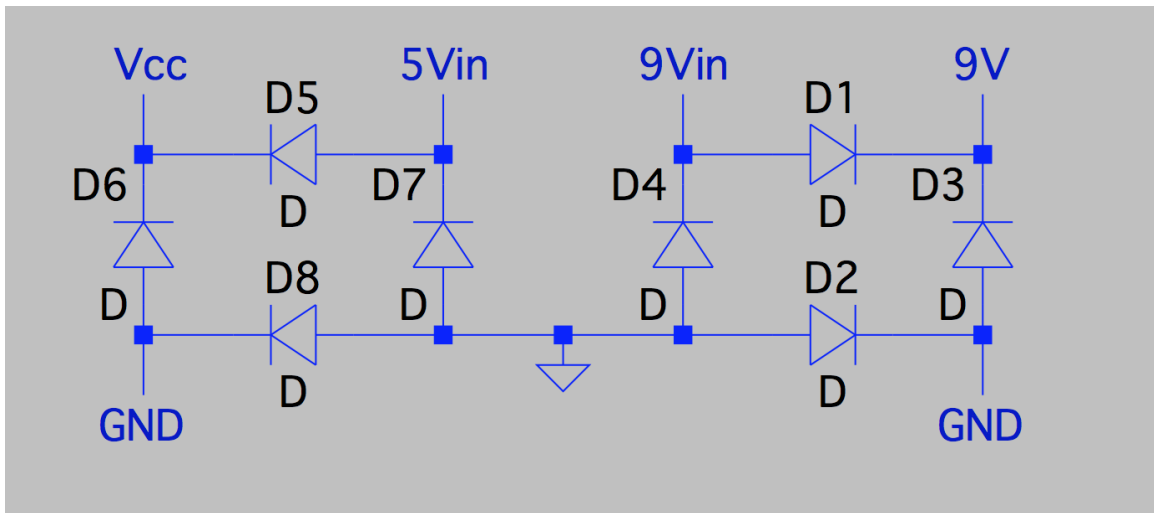 Vcc 5Vin 9Vin 9V
D5 D1
D6 D7 D4 D3
D D
D8 D2
D D D D
D D
GND GND